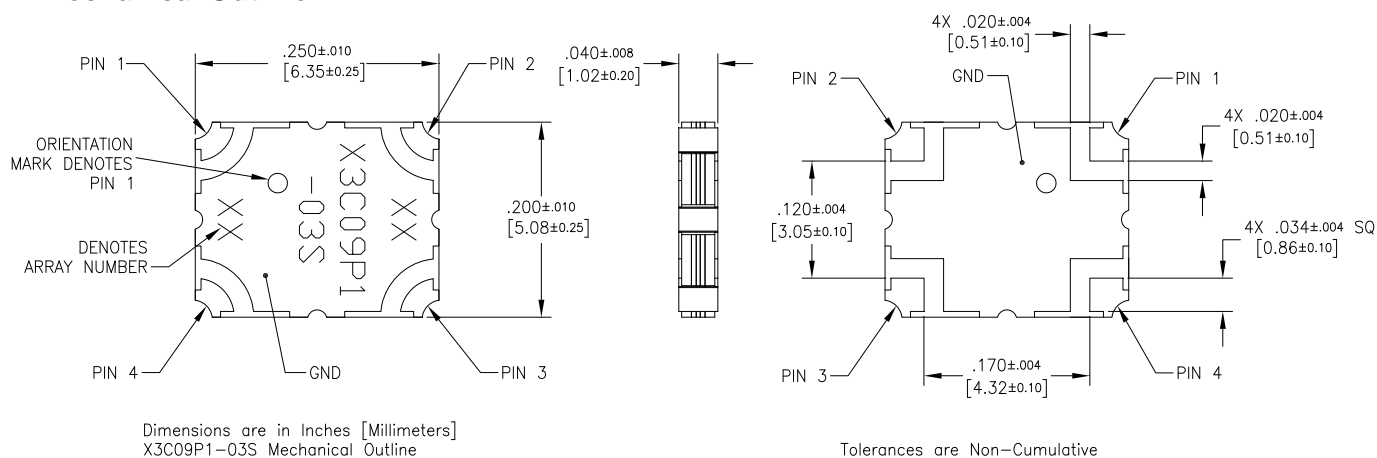 PIN 1
.250±.010
[6.35±0.25]
PIN 2
.040±.008
[1.02±0.20]
ORIENTATION
MARK DENOTES
PIN 1
X3C09P1
-03S
XX
XX
.200±.010
[5.08±0.25]
DENOTES
ARRAY NUMBER
PIN 4
GND
PIN 3
4X .020±.004
[0.51±0.10]
PIN 2
GND
PIN 1
4X .020±.004
[0.51±0.10]
.120±.004
[3.05±0.10]
4X .034±.004 SQ
[0.86±0.10]
PIN 3
.170±.004
[4.32±0.10]
PIN 4
Dimensions are in Inches [Millimeters]
X3C09P1-03S Mechanical Outline
Tolerances are Non-Cumulative